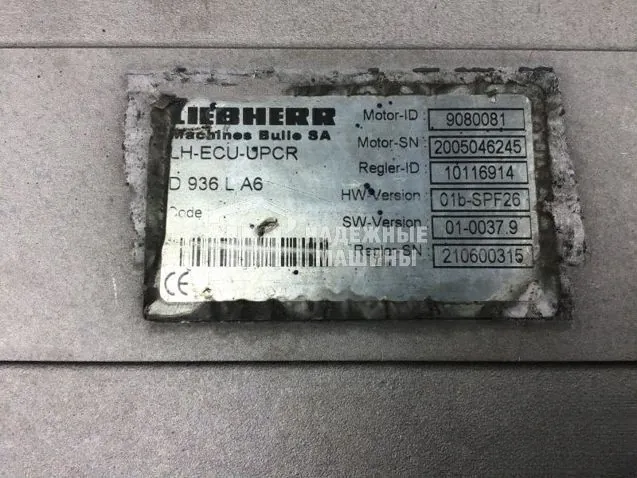 LIEBHERR
Machines Bulle SA
LH-ECU-UPCR
D 936 L A6
Code
Motor-ID : 9080081
Motor-SN : 2005046245
Regler-ID : 10116914
HW-Version : 01b-SPF26
SW-Version : 01-0037.9
Regler-SN : 210600315
CE
НАДЕЖНЫЕ
МАШИНЫ